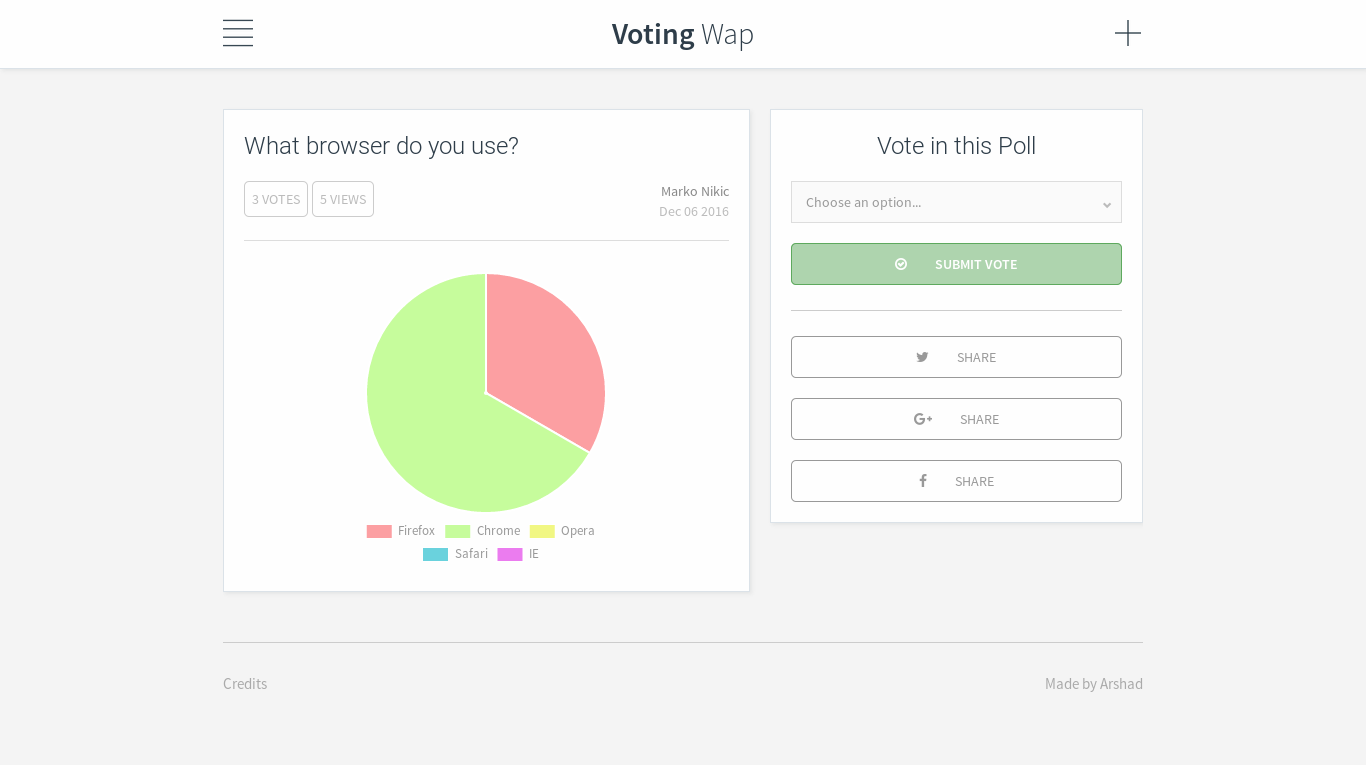 Voting Wap
What browser do you use?
3 VOTES 5 VIEWS
Marko Nikic
Dec 06 2016
Firefox Chrome Opera
Safari IE
Vote in this Poll
Choose an option...
SUBMIT VOTE
SHARE
SHARE
SHARE
Credits
Made by Arshad